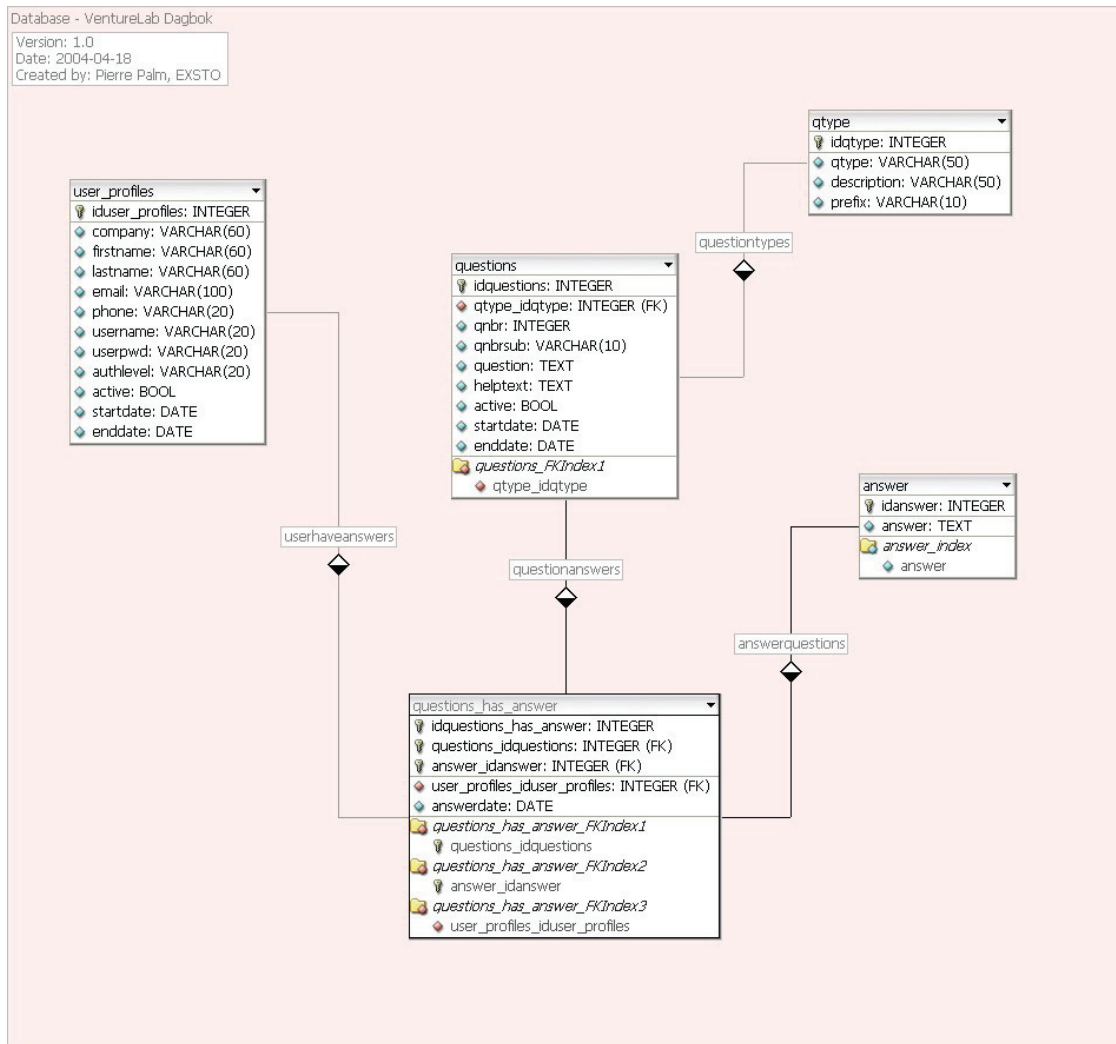 Database - VentureLab Dagbok
Version: 1.0
Date: 2004-04-18
Created by: Pierre Palm, EXSTO
qtype
idqtype: INTEGER
qtype: VARCHAR(50)
description: VARCHAR(50)
prefix: VARCHAR(10)
user_profiles
iduser_profiles: INTEGER
company: VARCHAR(60)
firstname: VARCHAR(60)
lastname: VARCHAR(60)
email: VARCHAR(100)
phone: VARCHAR(20)
username: VARCHAR(20)
userpwd: VARCHAR(20)
authlevel: VARCHAR(20)
active: BOOL
startdate: DATE
enddate: DATE
questiontypes
questions
idquestions: INTEGER
qtype_idqtype: INTEGER (FK)
qnbr: INTEGER
qnbrsub: VARCHAR(10)
question: TEXT
helptext: TEXT
active: BOOL
startdate: DATE
enddate: DATE
questions_FKIndex1
qtype_idqtype
answer
idanswer: INTEGER
answer: TEXT
answer_index
answer
userhaveanswers
questionanswers
answerquestions
questions_has_answer
idquestions_has_answer: INTEGER
questions_idquestions: INTEGER (FK)
answer_idanswer: INTEGER (FK)
user_profiles_iduser_profiles: INTEGER (FK)
answerdate: DATE
questions_has_answer_FKIndex1
questions_idquestions
questions_has_answer_FKIndex2
answer_idanswer
questions_has_answer_FKIndex3
user_profiles_iduser_profiles